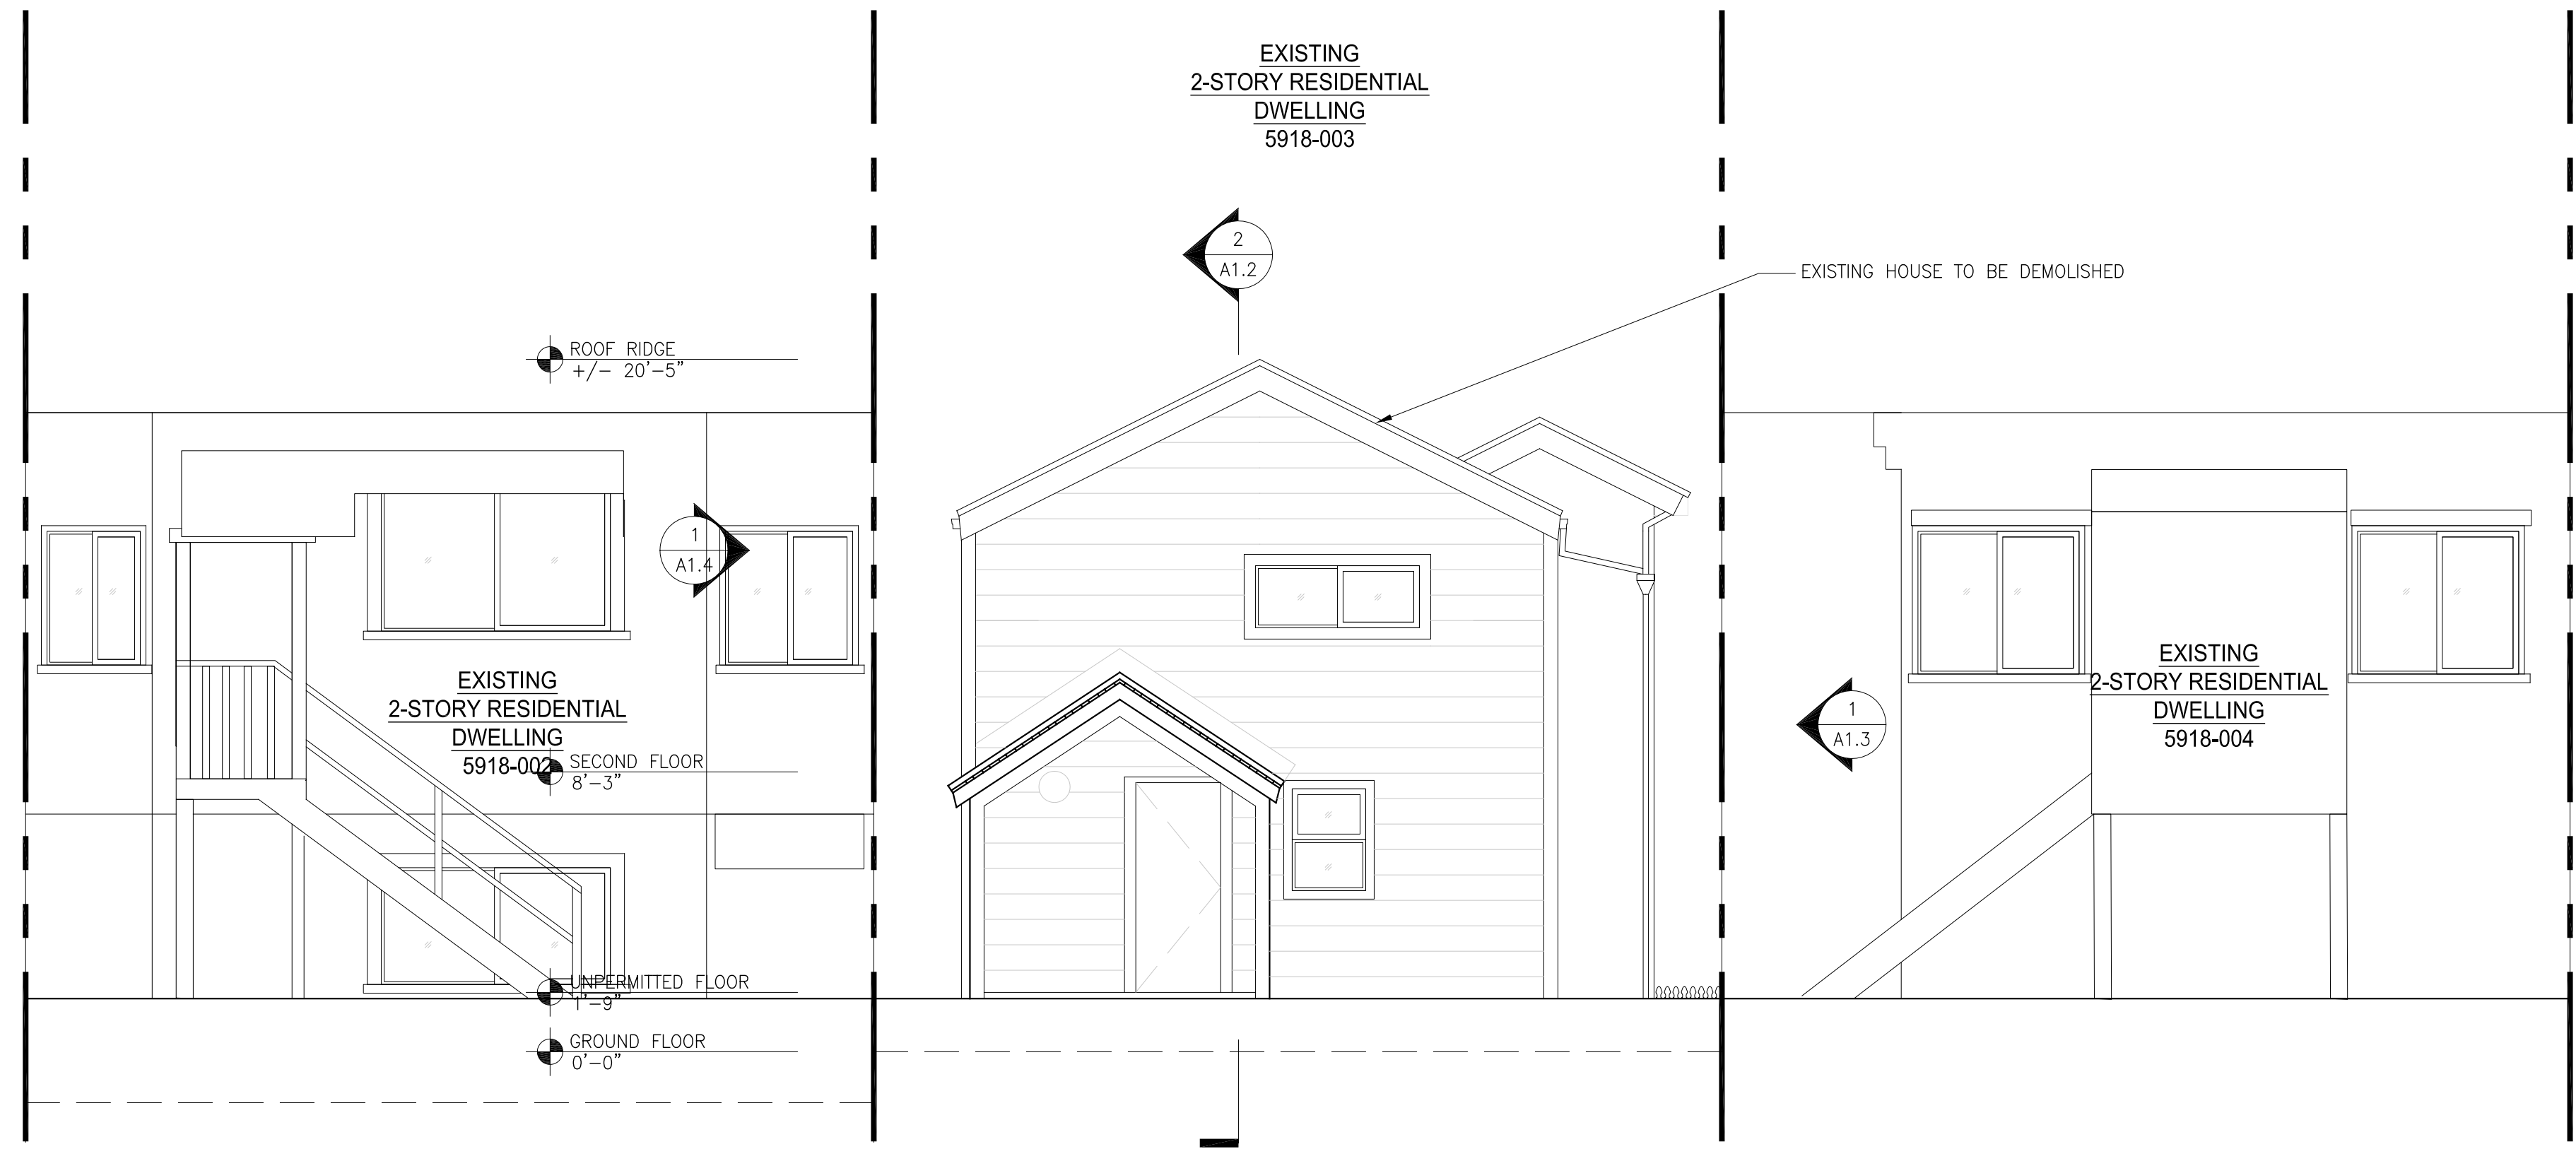 EXISTING
2-STORY RESIDENTIAL
DWELLING
5918-003
2
A1.2
EXISTING HOUSE TO BE DEMOLISHED
ROOF RIDGE
+/- 20'-5"
1
A1.4
EXISTING
2-STORY RESIDENTIAL
DWELLING
5918-002
SECOND FLOOR
8'-3"
UNPERMITTED FLOOR
1'-9"
GROUND FLOOR
0'-0"
1
A1.3
EXISTING
2-STORY RESIDENTIAL
DWELLING
5918-004